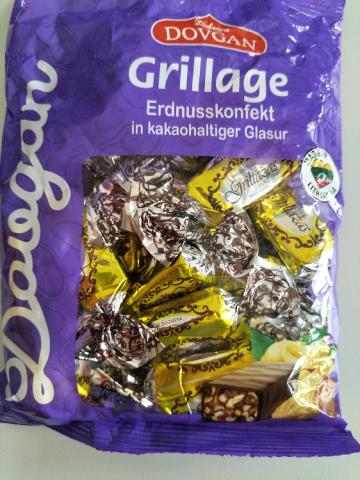 DOVGAN
Grillage
Erdnusskonfekt
in kakaohaltiger Glasur
Dovgan